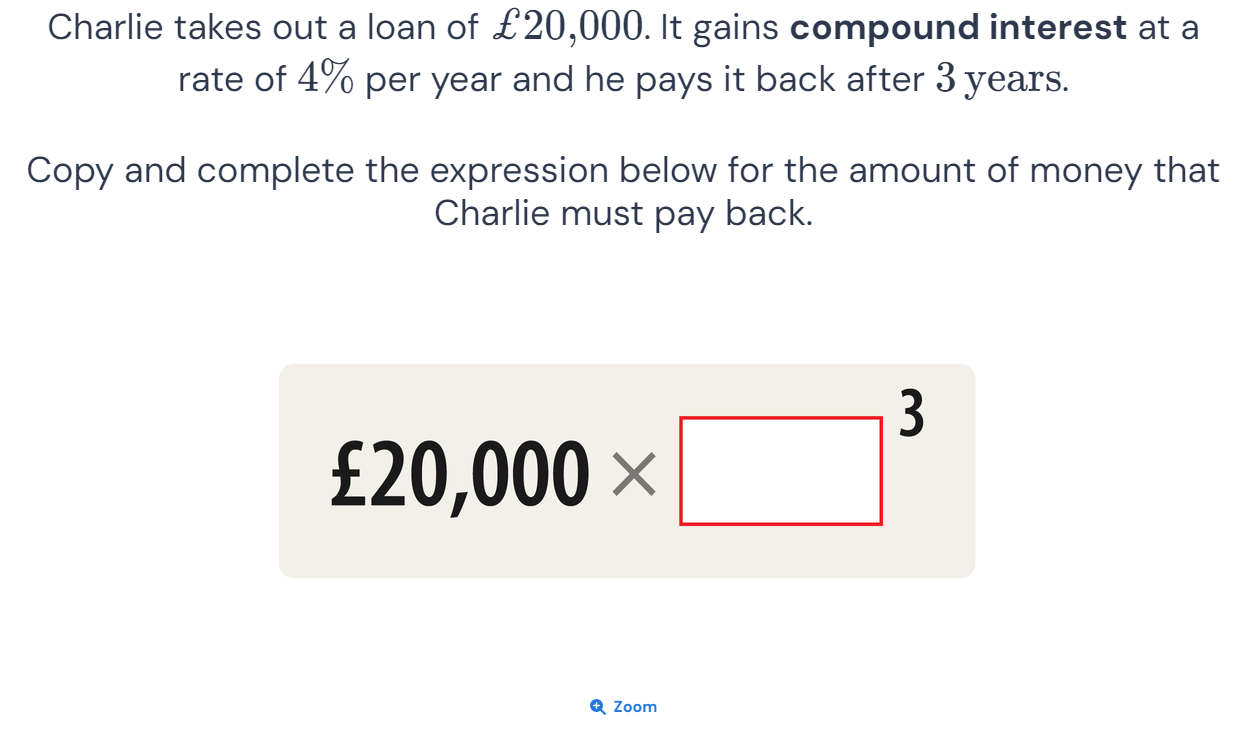 Charlie takes out a loan of £20,000. It gains compound interest at a
rate of 4% per year and he pays it back after 3 years.
Copy and complete the expression below for the amount of money that
Charlie must pay back.
£20,000 × 3
Zoom